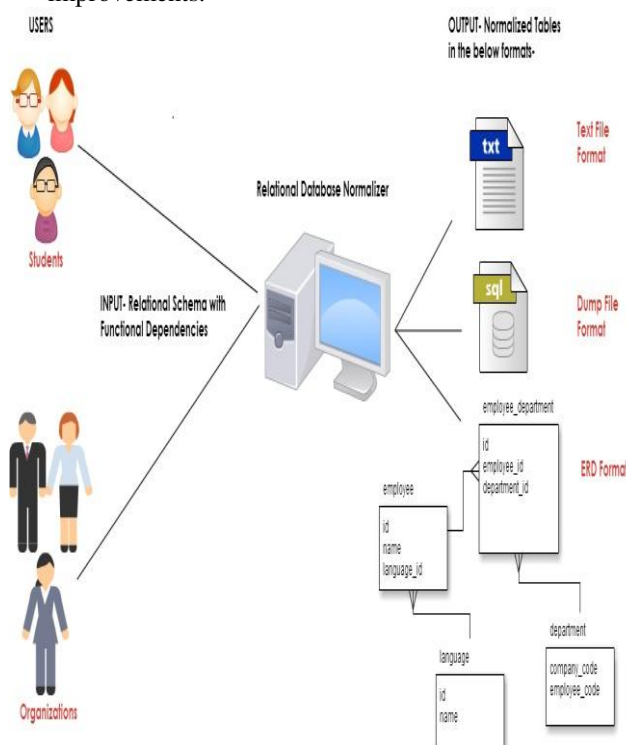 improvements.
USERS
OUTPUT- Normalized Tables
in the below formats-
txt
Text File
Format
Relational Database Normalizer
Students
INPUT- Relational Schema with
Functional Dependencies
sql
Dump File
Format
employee_department
id
employee_id
department_id
ERD Format
employee
id
name
language_id
language
id
name
department
company_code
employee_code
Organizations